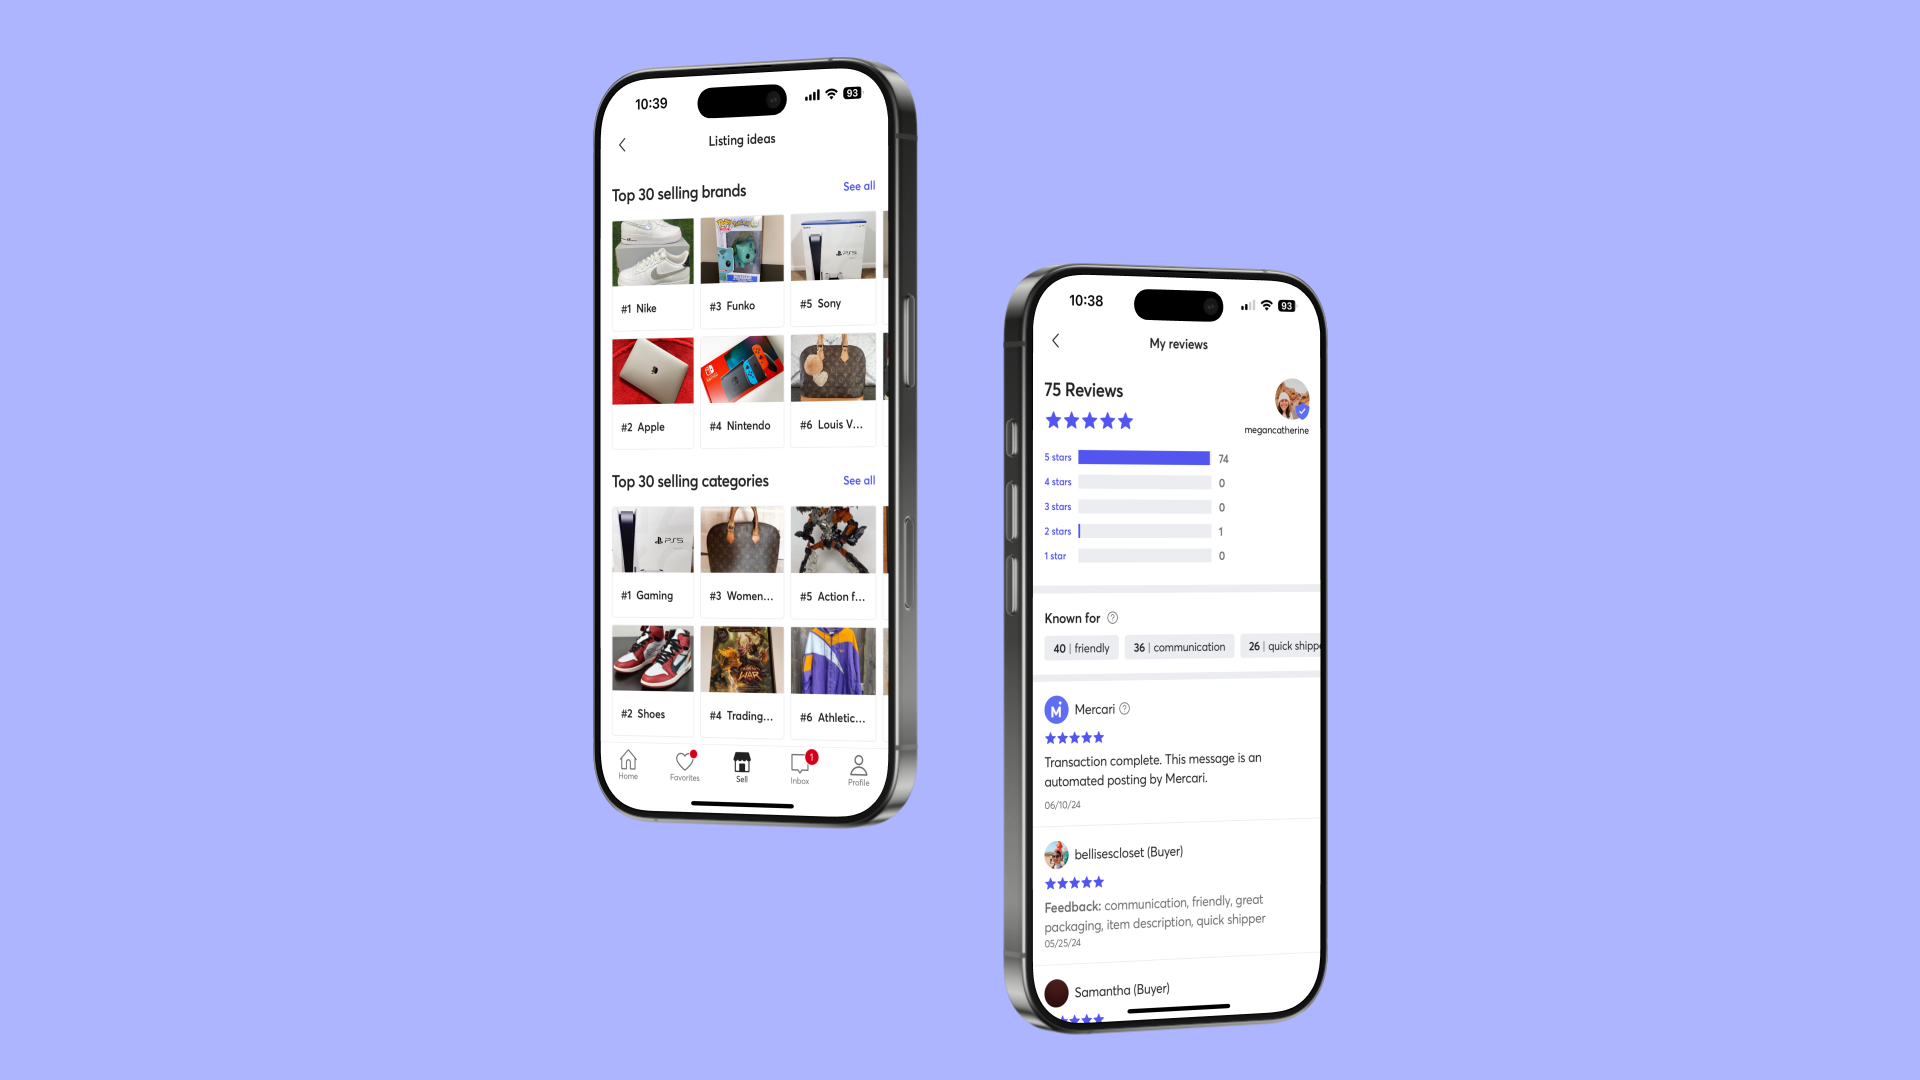 10:39
93
Listing ideas
Top 30 selling brands
See all
PS5
#1 Nike
#3 Funko
#5 Sony
#2 Apple
#4 Nintendo
#6 Louis V...
Top 30 selling categories
See all
PS5
#1 Gaming
#3 Women...
#5 Action f...
WAR
#2 Shoes
#4 Trading...
#6 Athletic...
1
Home
Favorites
Sell
Inbox
Profile
10:38
93
My reviews
75 Reviews
megancatherine
5 stars 74
4 stars 0
3 stars 0
2 stars 1
1 star 0
Known for ?
40 | friendly
36 | communication
26 | quick shippe
Mercari ?
Transaction complete. This message is an
automated posting by Mercari.
06/10/24
bellisescloset (Buyer)
Feedback: communication, friendly, great
packaging, item description, quick shipper
05/25/24
Samantha (Buyer)